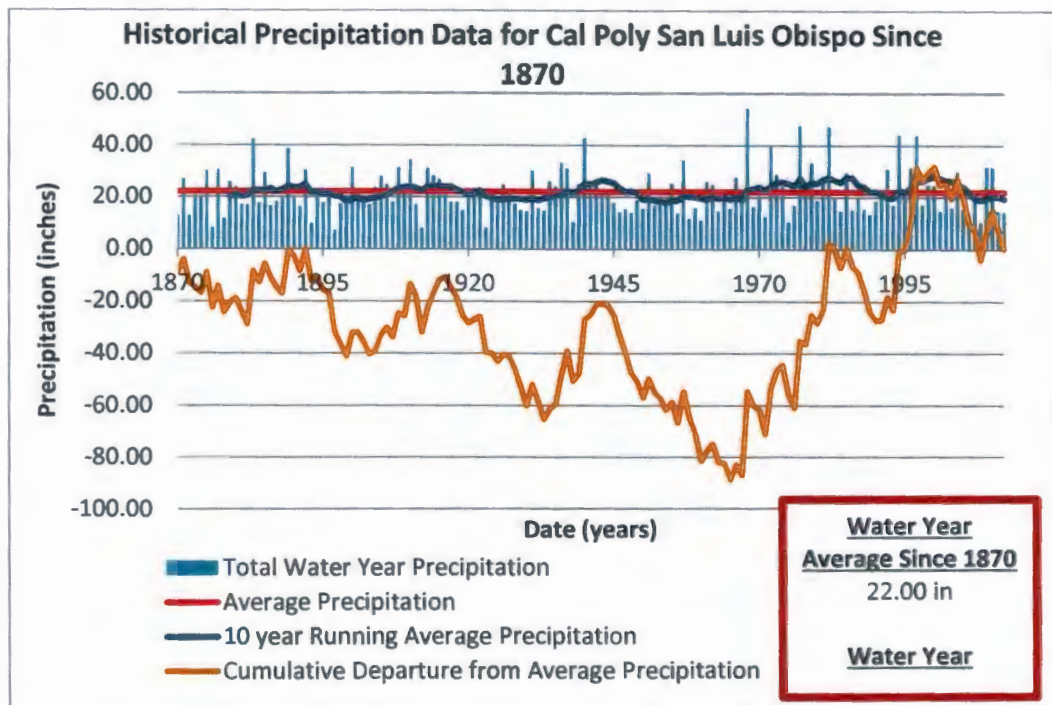 Historical Precipitation Data for Cal Poly San Luis Obispo Since
1870
60.00
40.00
20.00
0.00
-20.00
-40.00
-60.00
-80.00
-100.00
Precipitation (inches)
1870
1895
1920
1945
1970
1995
Date (years)
Total Water Year Precipitation
Average Precipitation
10 year Running Average Precipitation
Cumulative Departure from Average Precipitation
Water Year
Average Since 1870
22.00 in
Water Year